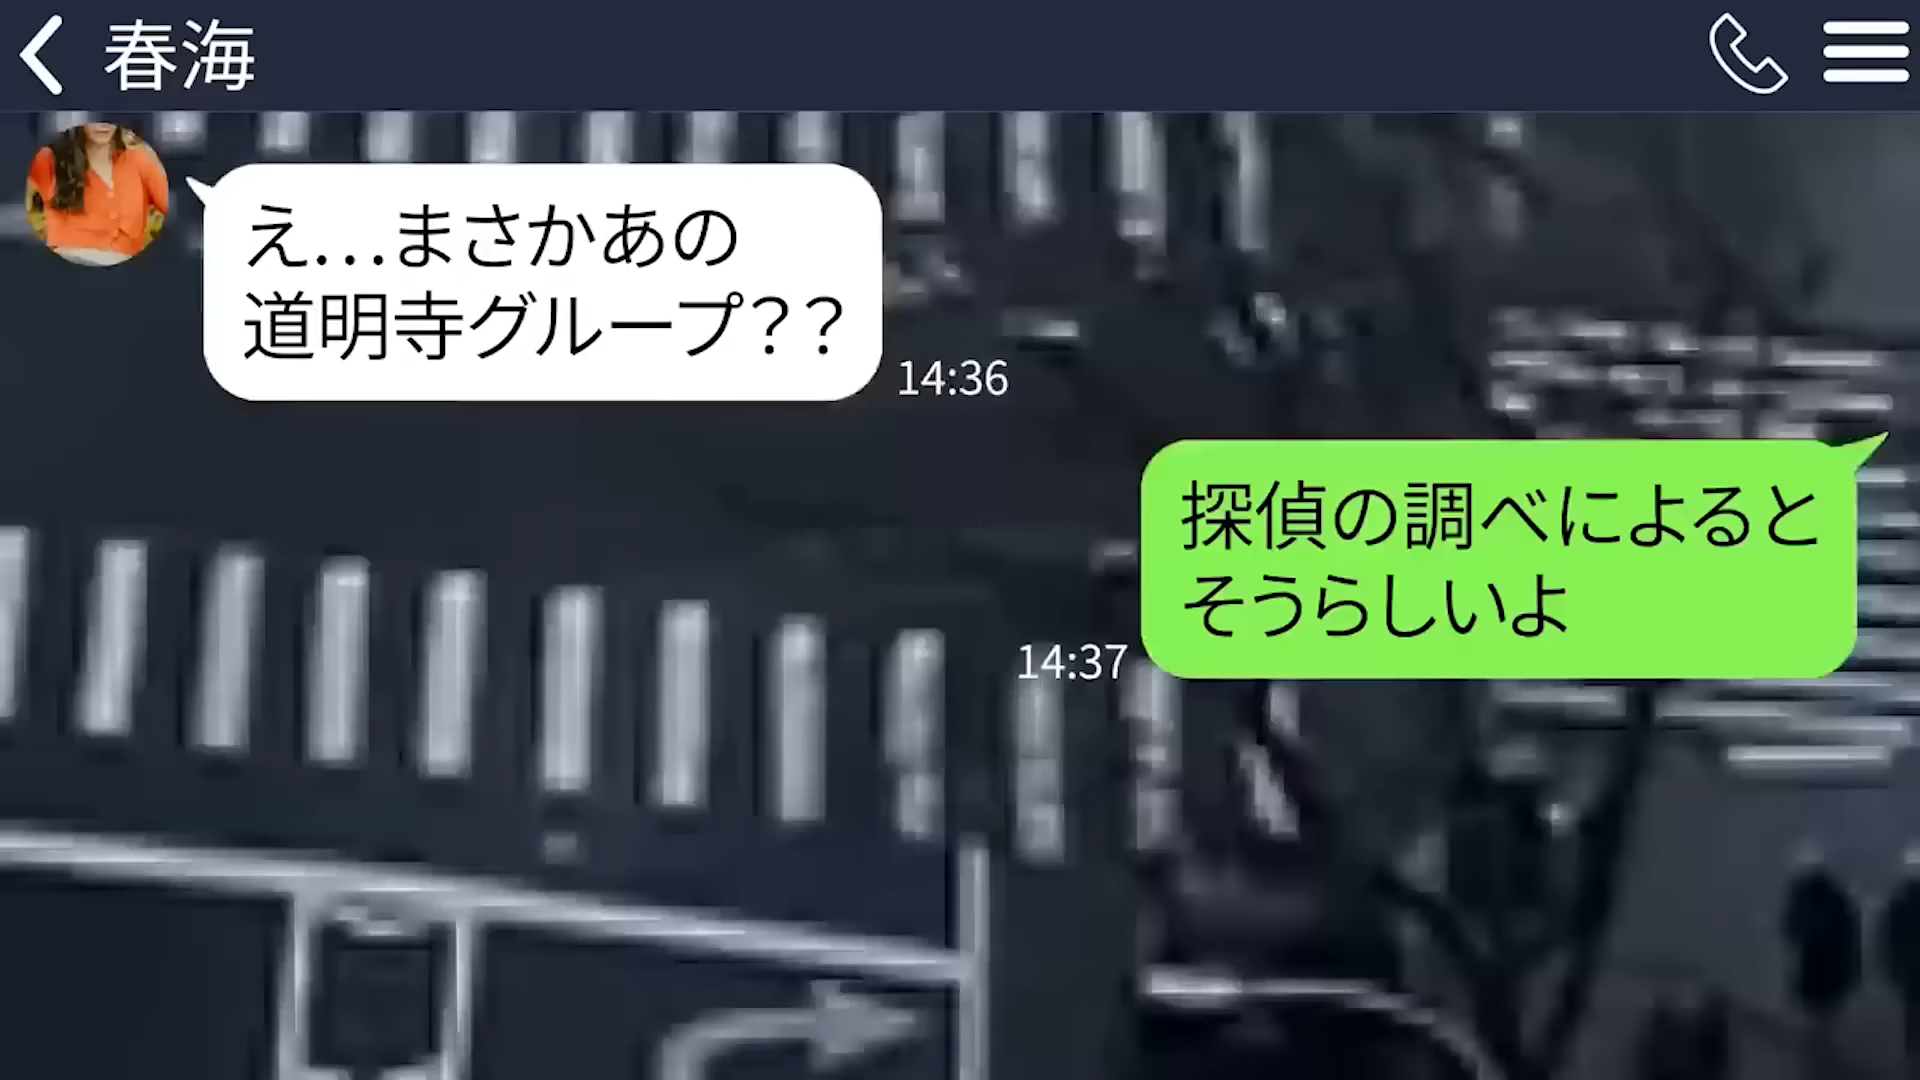 春海
え…まさかあの
道明寺グループ？？
14:36
探偵の調べによると
そうらしいよ
14:37